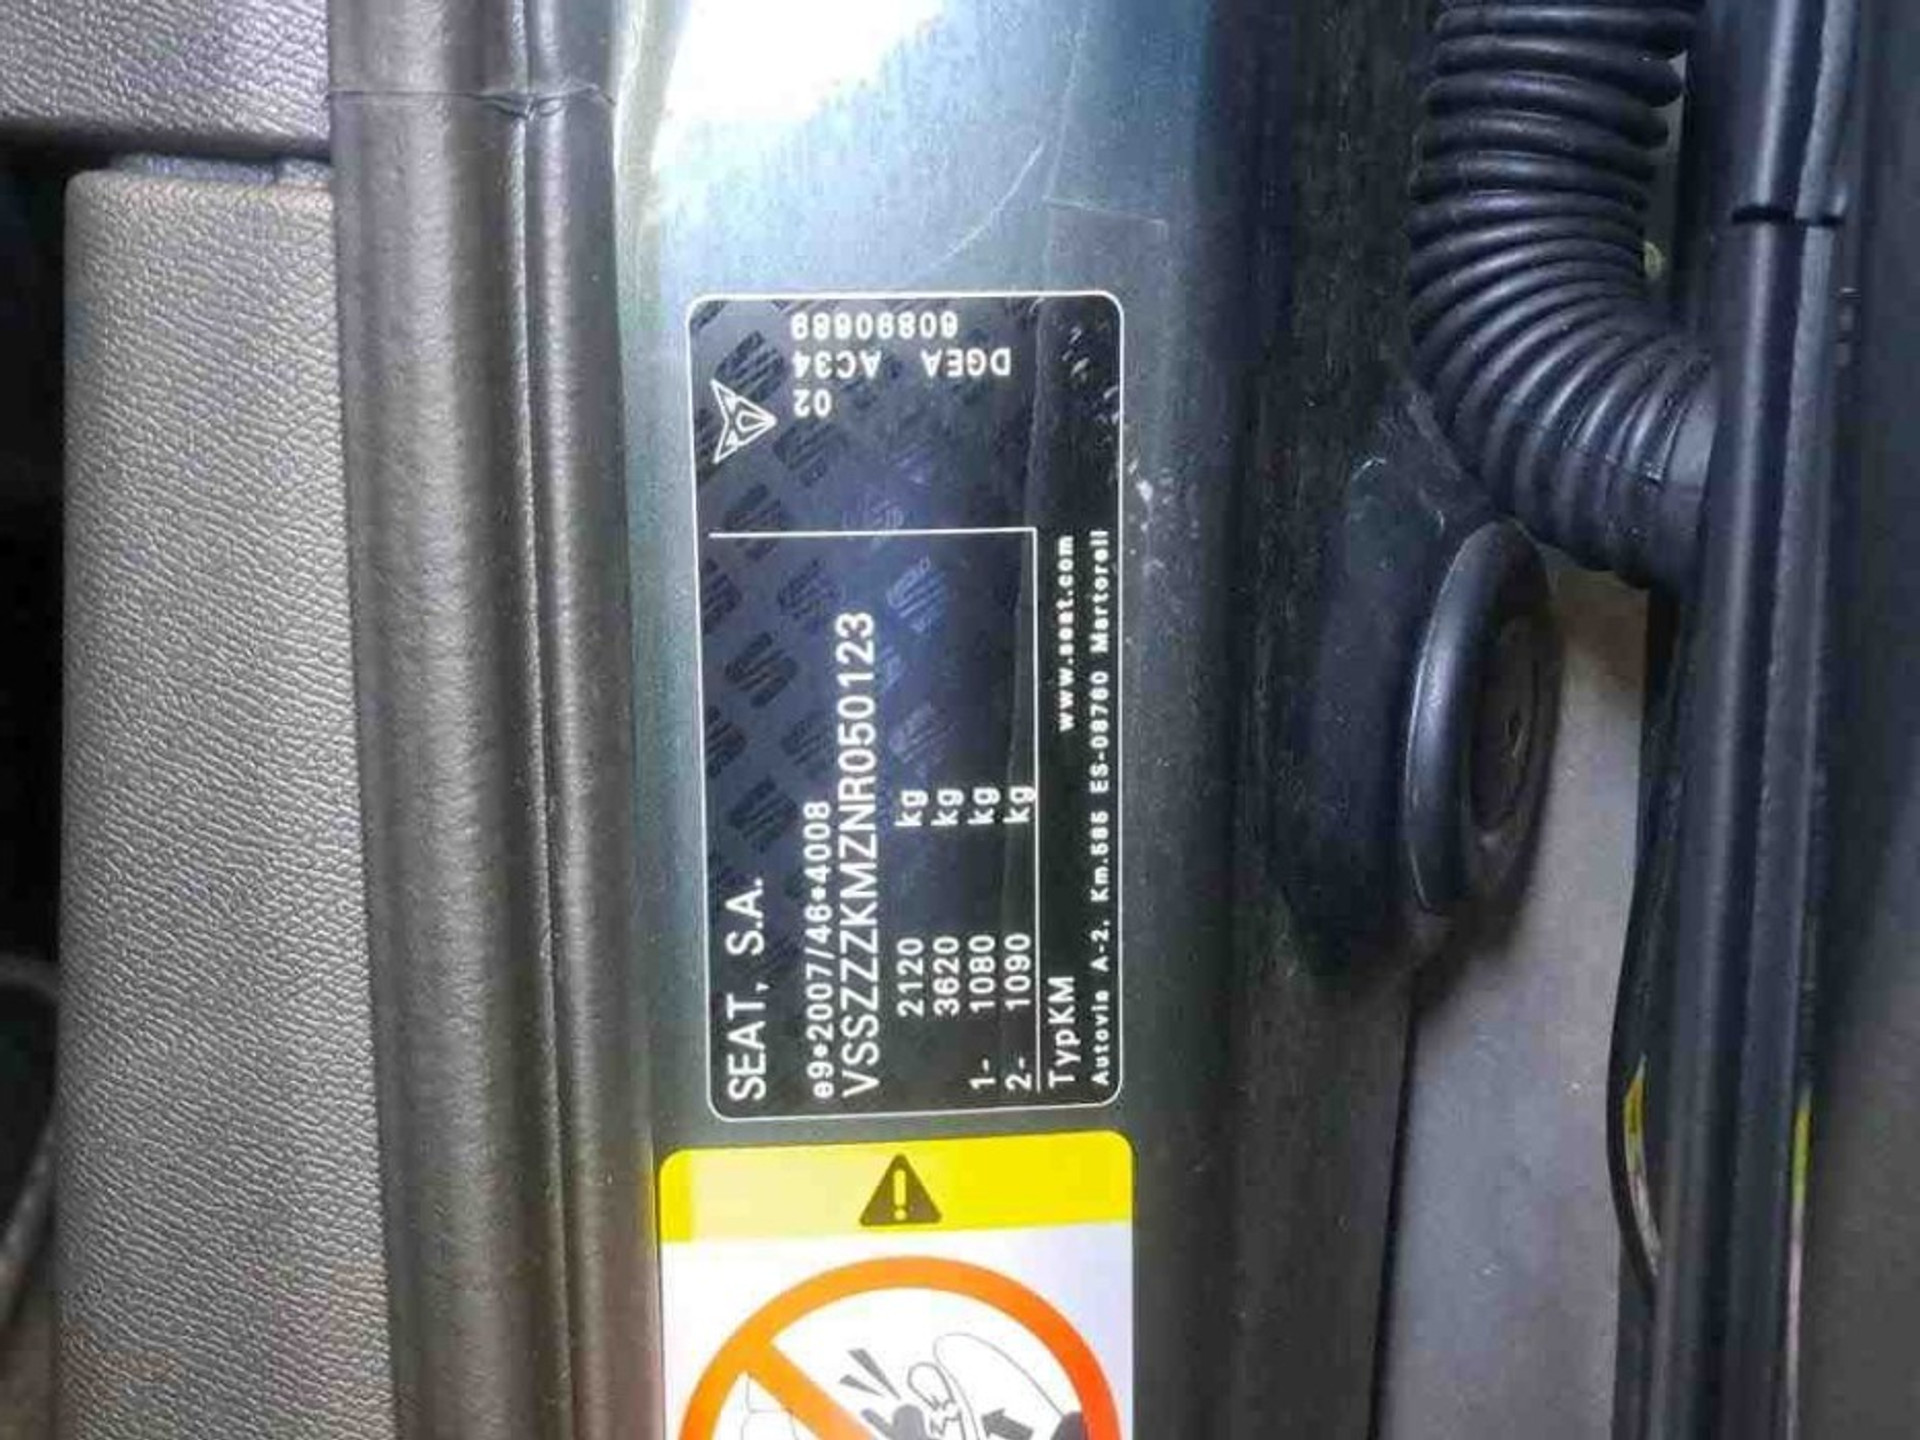 SEAT, S.A.
e9*2007/46*4008
VSSZZZKMZNR050123
2120 kg
3620 kg
1- 1080 kg
2- 1090 kg
TypKM www.seat.com
Autovia A-2, Km.585 ES-08760 Martorell
02
DGEA AC34
60890689